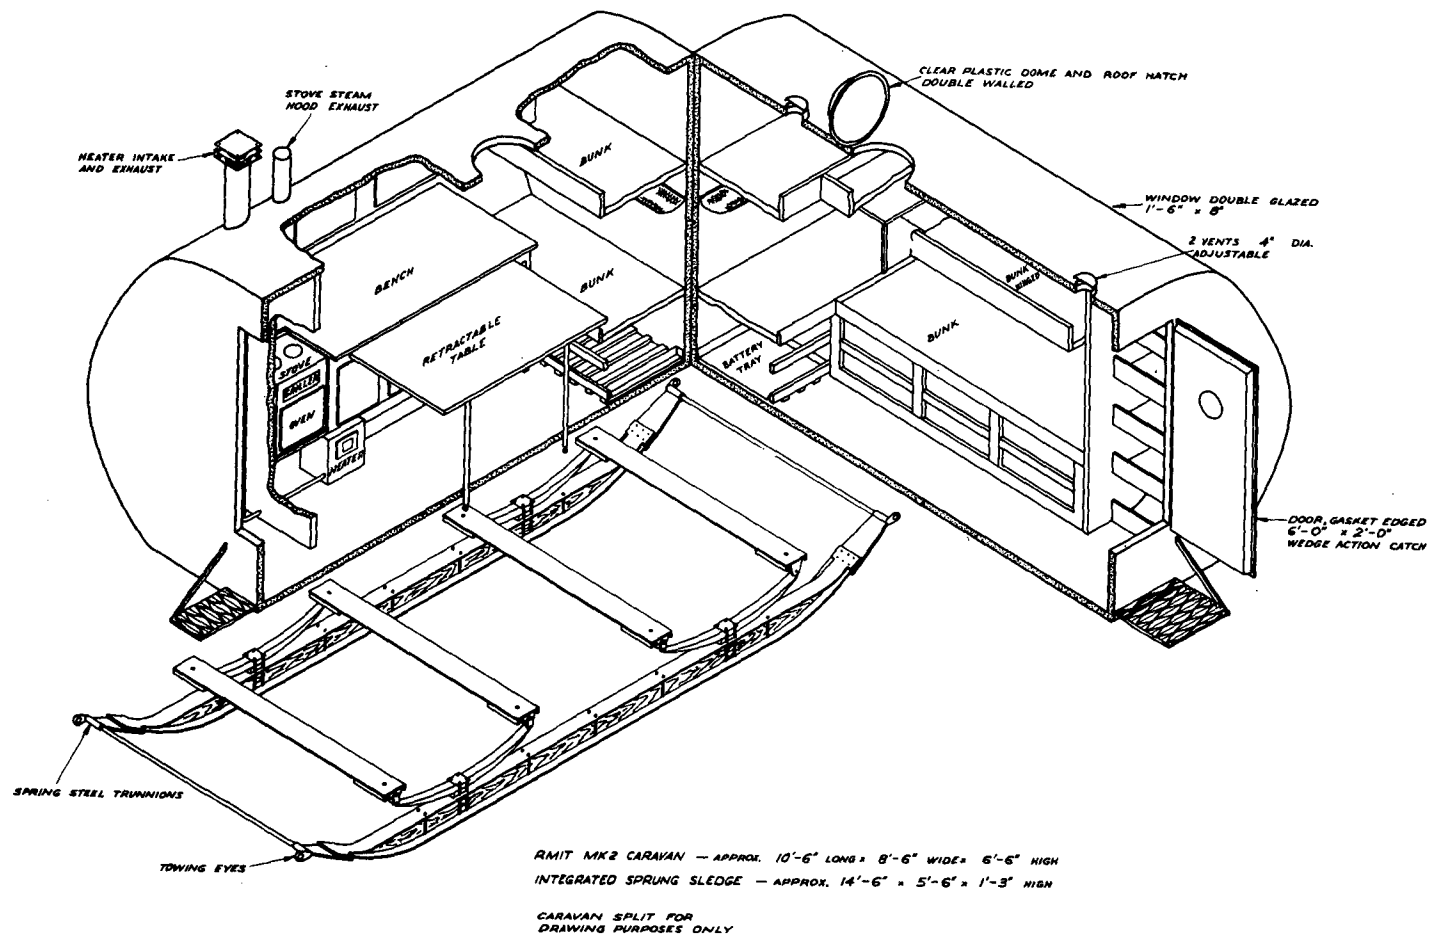 CLEAR PLASTIC DOME AND ROOF HATCH
DOUBLE WALLED
STOVE STEAM
HOOD EXHAUST
HEATER INTAKE
AND EXHAUST
BUNK
WINDOW DOUBLE GLAZED
1'-6" x 8"
2 VENTS 4" DIA.
ADJUSTABLE
BENCH
BUNK
BUNK
HINGED
RETRACTABLE
TABLE
BUNK
BATTERY
TRAY
STOVE
BOILER
OVEN
HEATER
DOOR, GASKET EDGED
6'-0" x 2'-0"
WEDGE ACTION CATCH
SPRING STEEL TRUNNIONS
TOWING EYES
RMIT MK2 CARAVAN — APPROX. 10'-6" LONG x 8'-6" WIDE x 6'-6" HIGH
INTEGRATED SPRUNG SLEDGE — APPROX. 14'-6" x 5'-6" x 1'-3" HIGH
CARAVAN SPLIT FOR
DRAWING PURPOSES ONLY